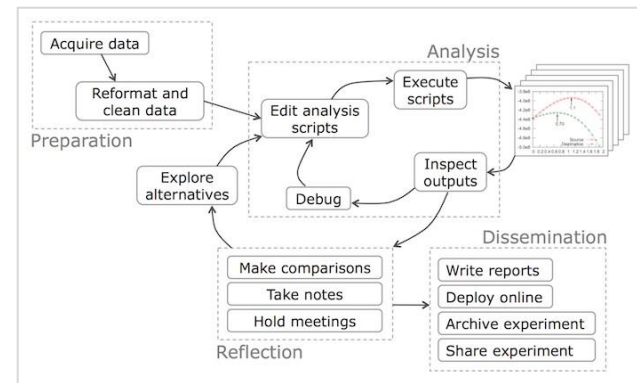 Acquire data
Reformat and
clean data
Preparation
Analysis
Edit analysis
scripts
Execute
scripts
Inspect
outputs
Debug
Explore
alternatives
Make comparisons
Take notes
Hold meetings
Reflection
Dissemination
Write reports
Deploy online
Archive experiment
Share experiment